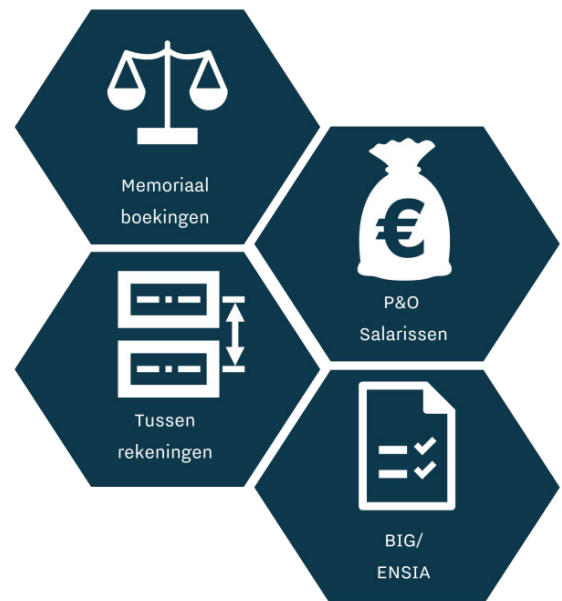 Memoriaal
boekingen
€
P&O
Salarissen
Tussen
rekeningen
BIG/
ENSIA